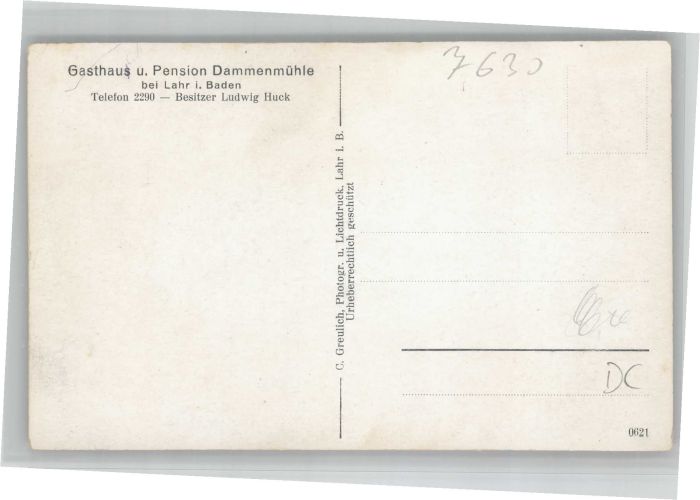 Gasthaus u. Pension Dammenmühle
bei Lahr i. Baden
Telefon 2290 — Besitzer Ludwig Huck
7630
C. Greulich, Photogr. u. Lichtdruck, Lahr i. B.
Urheberrechtlich geschützt
DC
0621